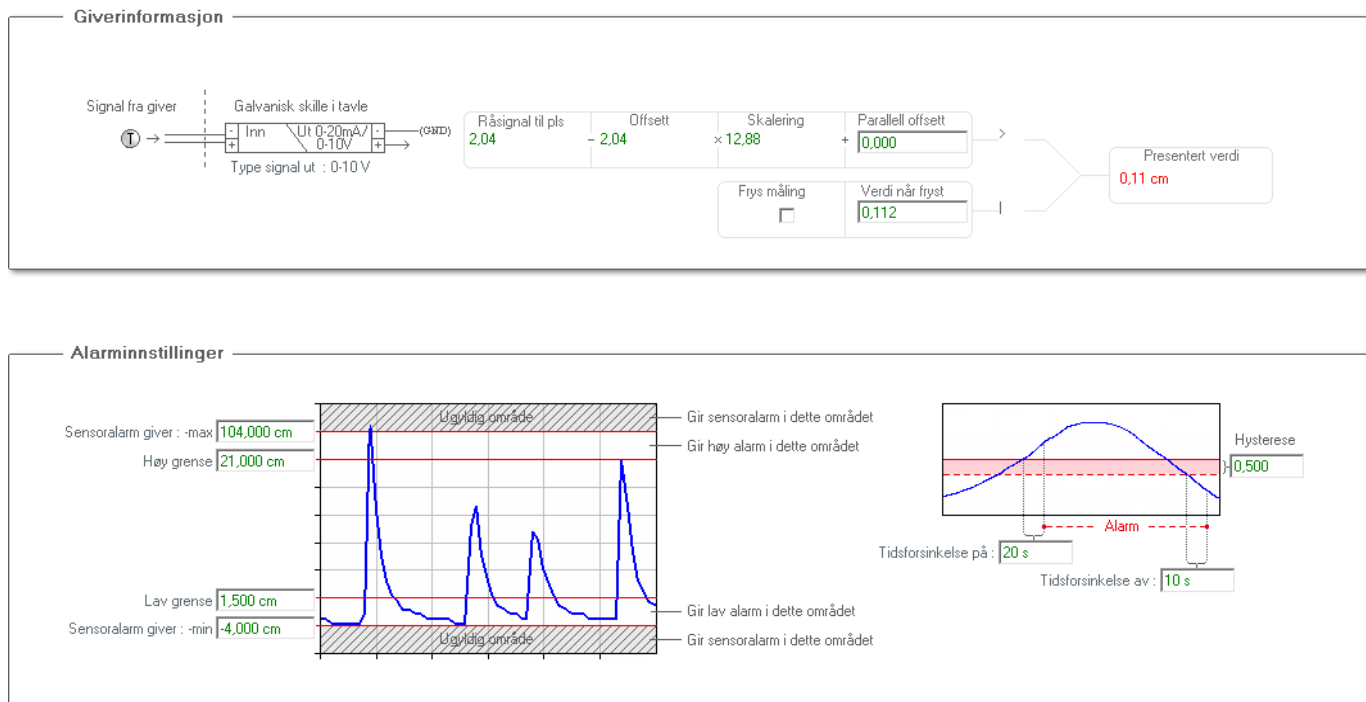 Giverinformasjon
Signal fra giver
Galvanisk skille i tavle
T
- Inn Ut 0-20mA/ - (GND)
+ 0-10V +
Type signal ut : 0-10 V
Råsignal til pls Offsett Skalering Parallell offsett
2,04 - 2,04 × 12,88 + 0,000
Presentert verdi
0,11 cm
Frys måling Verdi når fryst
0,112
Alarminnstillinger
Ugyldig område
Gir sensoralarm i dette området
Sensoralarm giver : -max 104,000 cm
Gir høy alarm i dette området
Høy grense 21,000 cm
Hysterese
0,500
Alarm
Tidsforsinkelse på : 20 s
Tidsforsinkelse av : 10 s
Lav grense 1,500 cm
Gir lav alarm i dette området
Sensoralarm giver : -min -4,000 cm
Ugyldig område
Gir sensoralarm i dette området